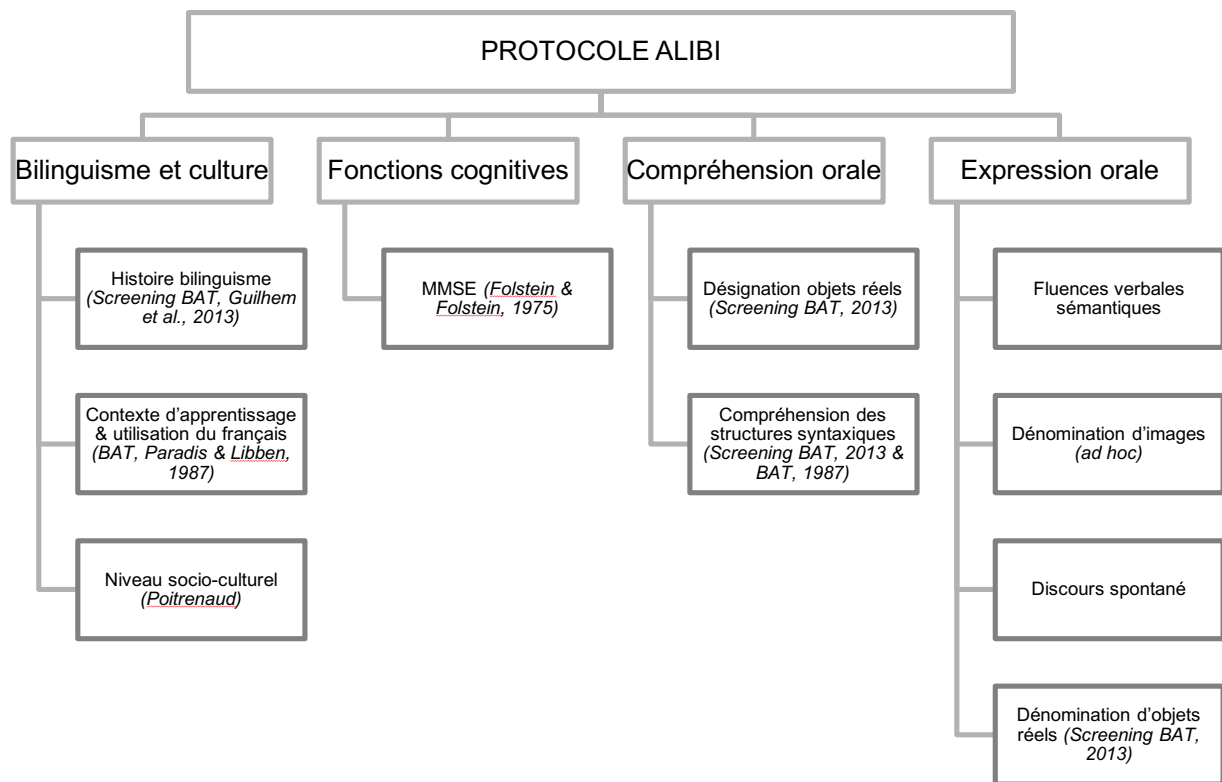 PROTOCOLE ALIBI
Bilinguisme et culture
Histoire bilinguisme
(Screening BAT, Guilhem
et al., 2013)
Contexte d'apprentissage
& utilisation du français
(BAT, Paradis & Libben,
1987)
Niveau socio-culturel
(Poitrenaud)
Fonctions cognitives
MMSE (Folstein &
Folstein, 1975)
Compréhension orale
Désignation objets réels
(Screening BAT, 2013)
Compréhension des
structures syntaxiques
(Screening BAT, 2013 &
BAT, 1987)
Expression orale
Fluences verbales
sémantiques
Dénomination d'images
(ad hoc)
Discours spontané
Dénomination d'objets
réels (Screening BAT,
2013)